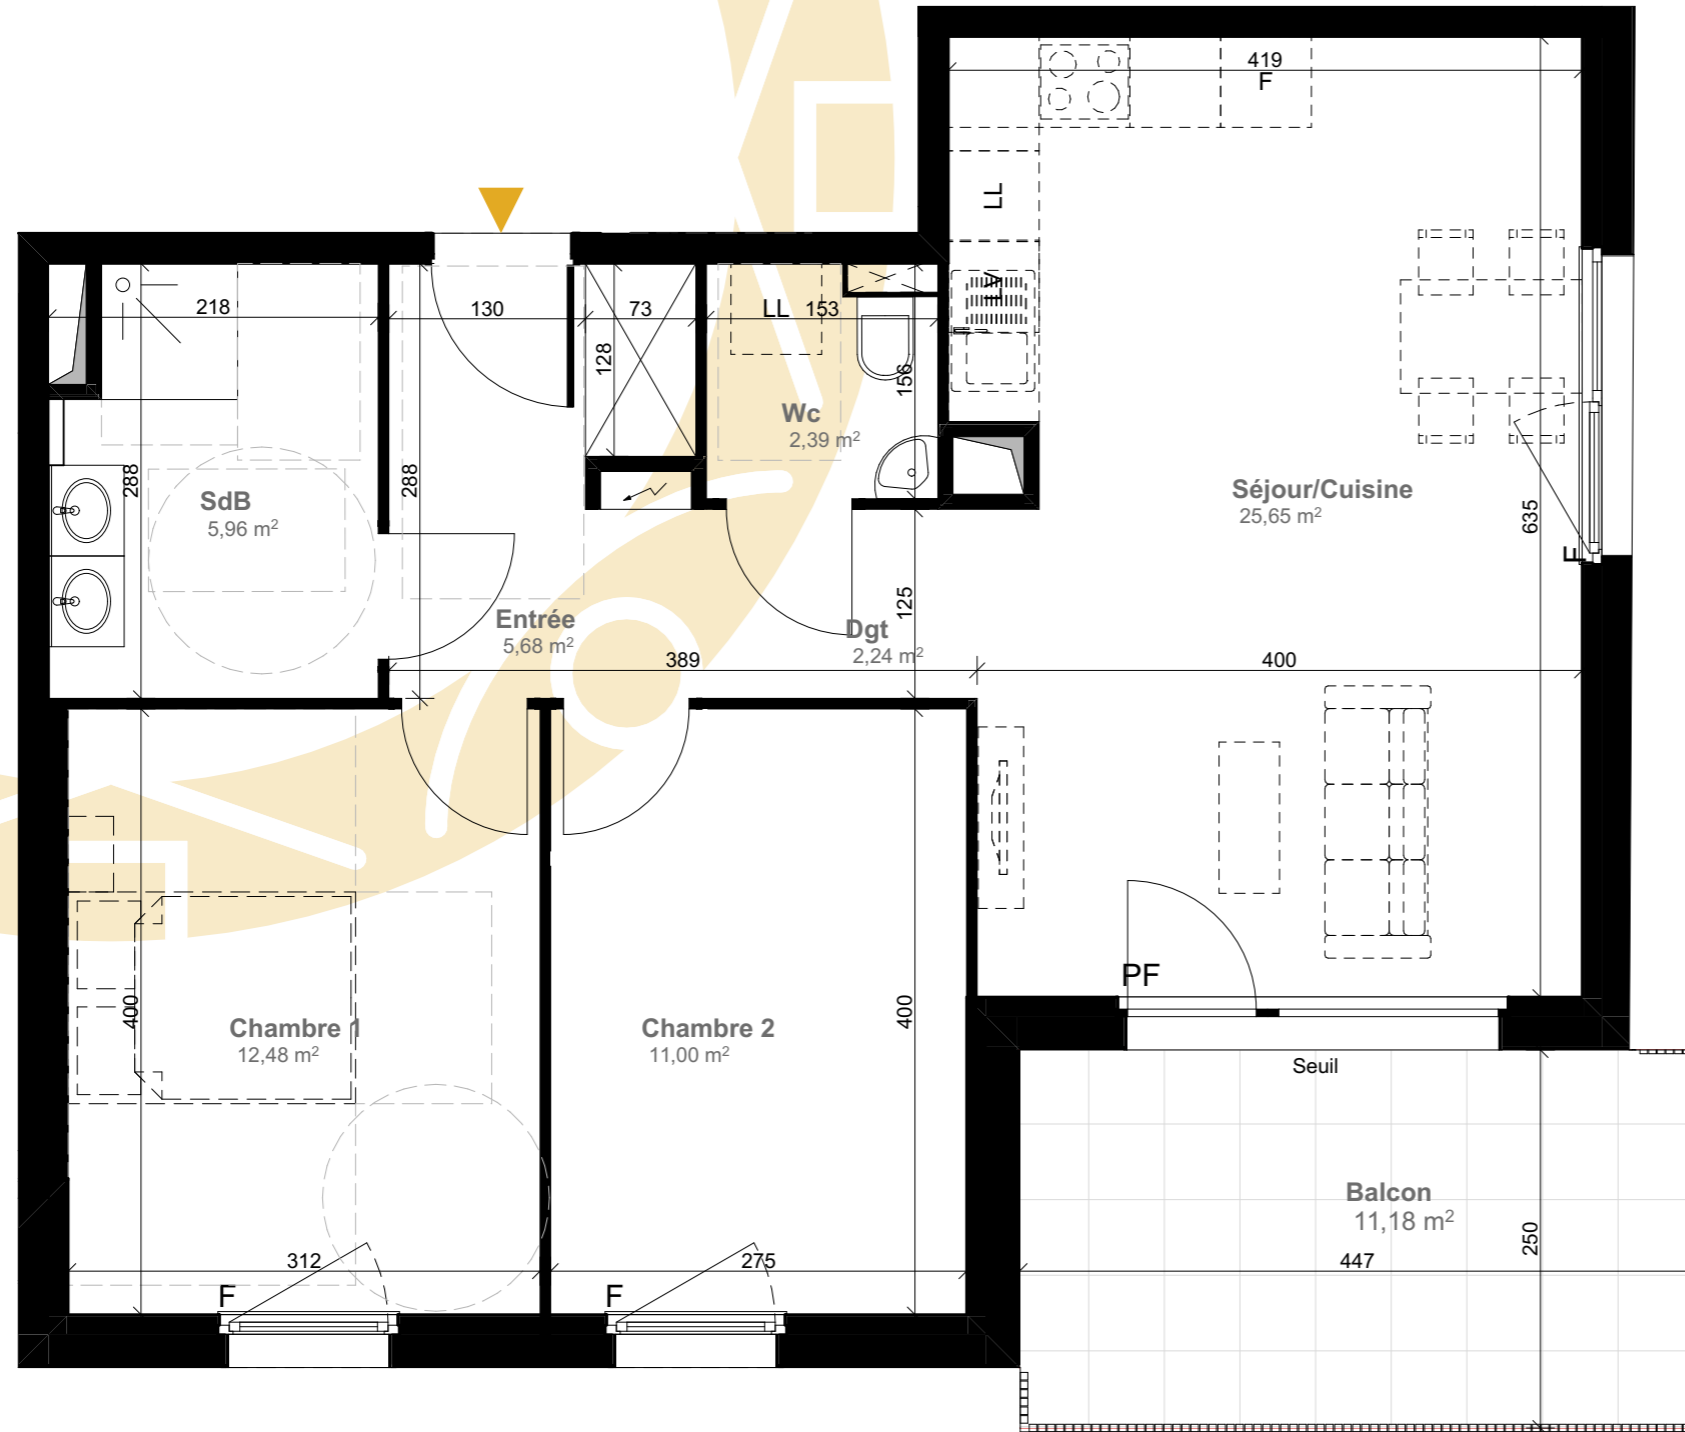 419
F
LL
LV
218
130
73
LL 153
128
156
Wc
2,39 m²
288
288
SdB
5,96 m²
Séjour/Cuisine
25,65 m²
635
F
Entrée
5,68 m²
125
Dgt
2,24 m²
389
400
PF
400
Chambre 1
12,48 m²
Chambre 2
11,00 m²
400
Seuil
Balcon
11,18 m²
250
312
275
447
F
F